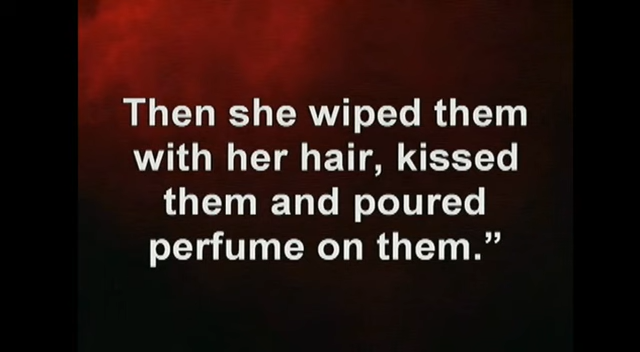 Then she wiped them
with her hair, kissed
them and poured
perfume on them.”